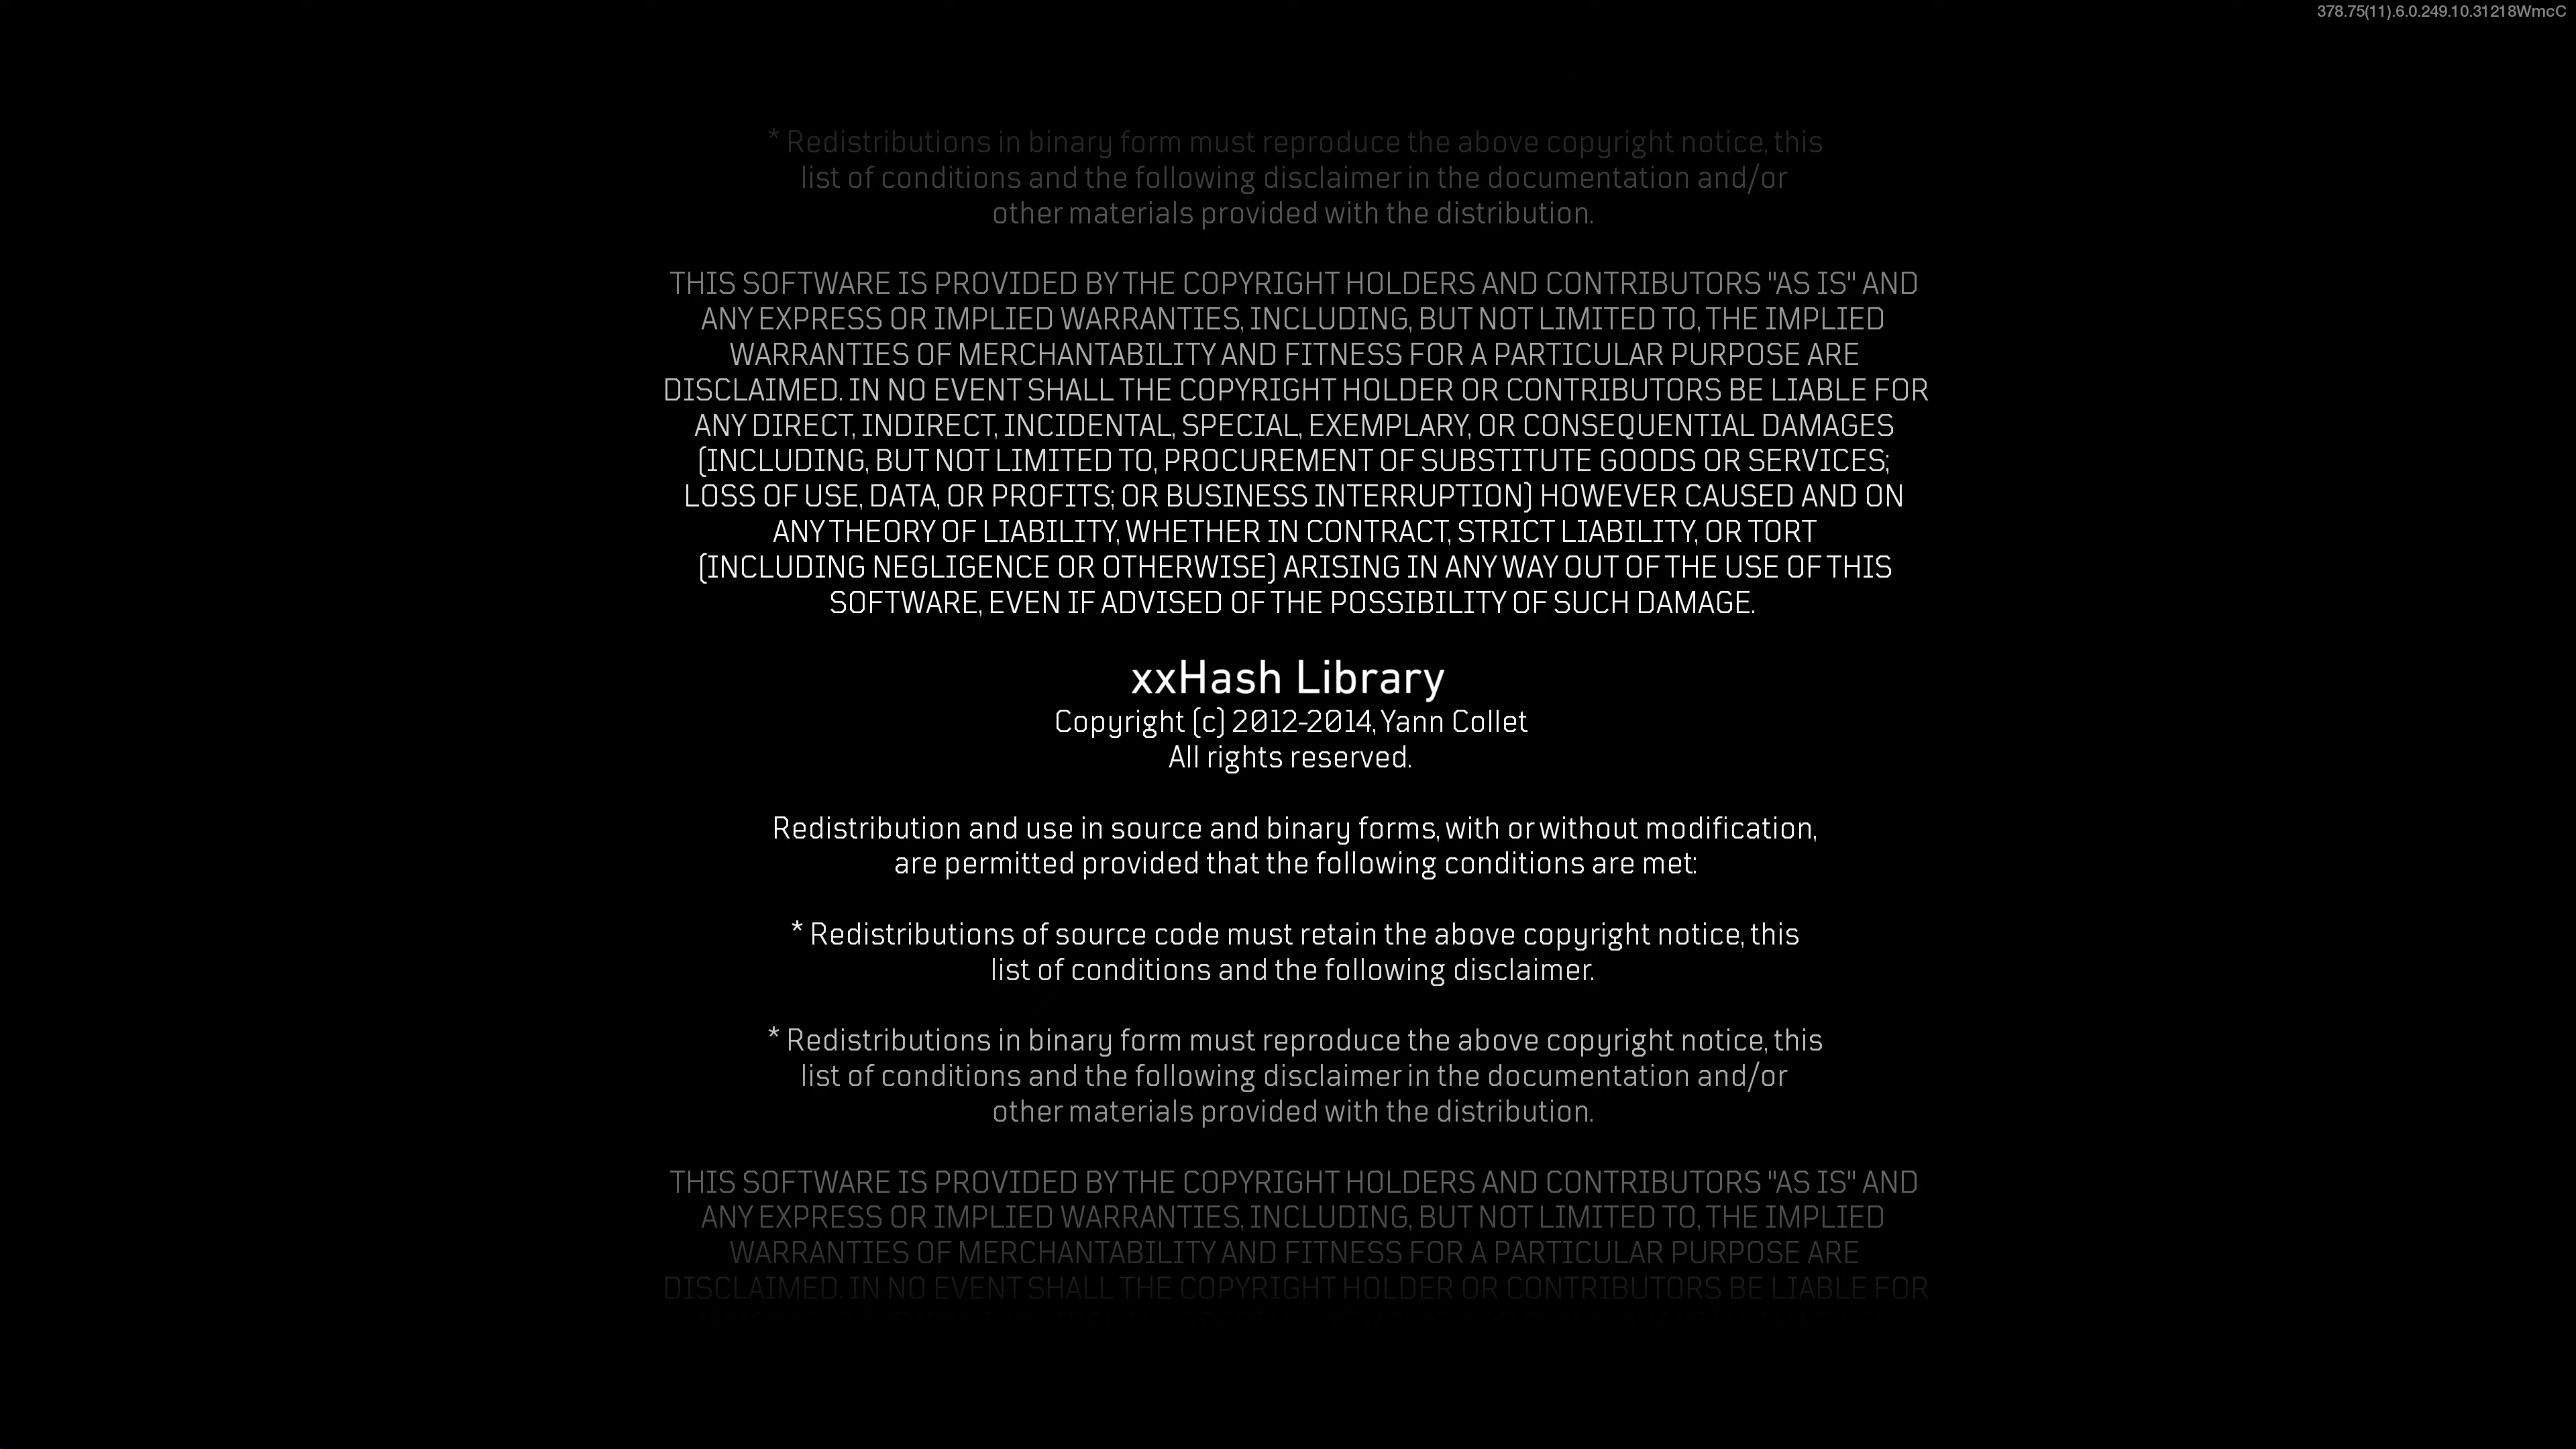 378.75(11).6.0.249.10.31218WmcC
* Redistributions in binary form must reproduce the above copyright notice, this
list of conditions and the following disclaimer in the documentation and/or
other materials provided with the distribution.
THIS SOFTWARE IS PROVIDED BY THE COPYRIGHT HOLDERS AND CONTRIBUTORS "AS IS" AND
ANY EXPRESS OR IMPLIED WARRANTIES, INCLUDING, BUT NOT LIMITED TO, THE IMPLIED
WARRANTIES OF MERCHANTABILITY AND FITNESS FOR A PARTICULAR PURPOSE ARE
DISCLAIMED. IN NO EVENT SHALL THE COPYRIGHT HOLDER OR CONTRIBUTORS BE LIABLE FOR
ANY DIRECT, INDIRECT, INCIDENTAL, SPECIAL, EXEMPLARY, OR CONSEQUENTIAL DAMAGES
(INCLUDING, BUT NOT LIMITED TO, PROCUREMENT OF SUBSTITUTE GOODS OR SERVICES;
LOSS OF USE, DATA, OR PROFITS; OR BUSINESS INTERRUPTION) HOWEVER CAUSED AND ON
ANY THEORY OF LIABILITY, WHETHER IN CONTRACT, STRICT LIABILITY, OR TORT
(INCLUDING NEGLIGENCE OR OTHERWISE) ARISING IN ANY WAY OUT OF THE USE OF THIS
SOFTWARE, EVEN IF ADVISED OF THE POSSIBILITY OF SUCH DAMAGE.
xxHash Library
Copyright (c) 2012-2014, Yann Collet
All rights reserved.
Redistribution and use in source and binary forms, with or without modification,
are permitted provided that the following conditions are met:
* Redistributions of source code must retain the above copyright notice, this
list of conditions and the following disclaimer.
* Redistributions in binary form must reproduce the above copyright notice, this
list of conditions and the following disclaimer in the documentation and/or
other materials provided with the distribution.
THIS SOFTWARE IS PROVIDED BY THE COPYRIGHT HOLDERS AND CONTRIBUTORS "AS IS" AND
ANY EXPRESS OR IMPLIED WARRANTIES, INCLUDING, BUT NOT LIMITED TO, THE IMPLIED
WARRANTIES OF MERCHANTABILITY AND FITNESS FOR A PARTICULAR PURPOSE ARE
DISCLAIMED. IN NO EVENT SHALL THE COPYRIGHT HOLDER OR CONTRIBUTORS BE LIABLE FOR